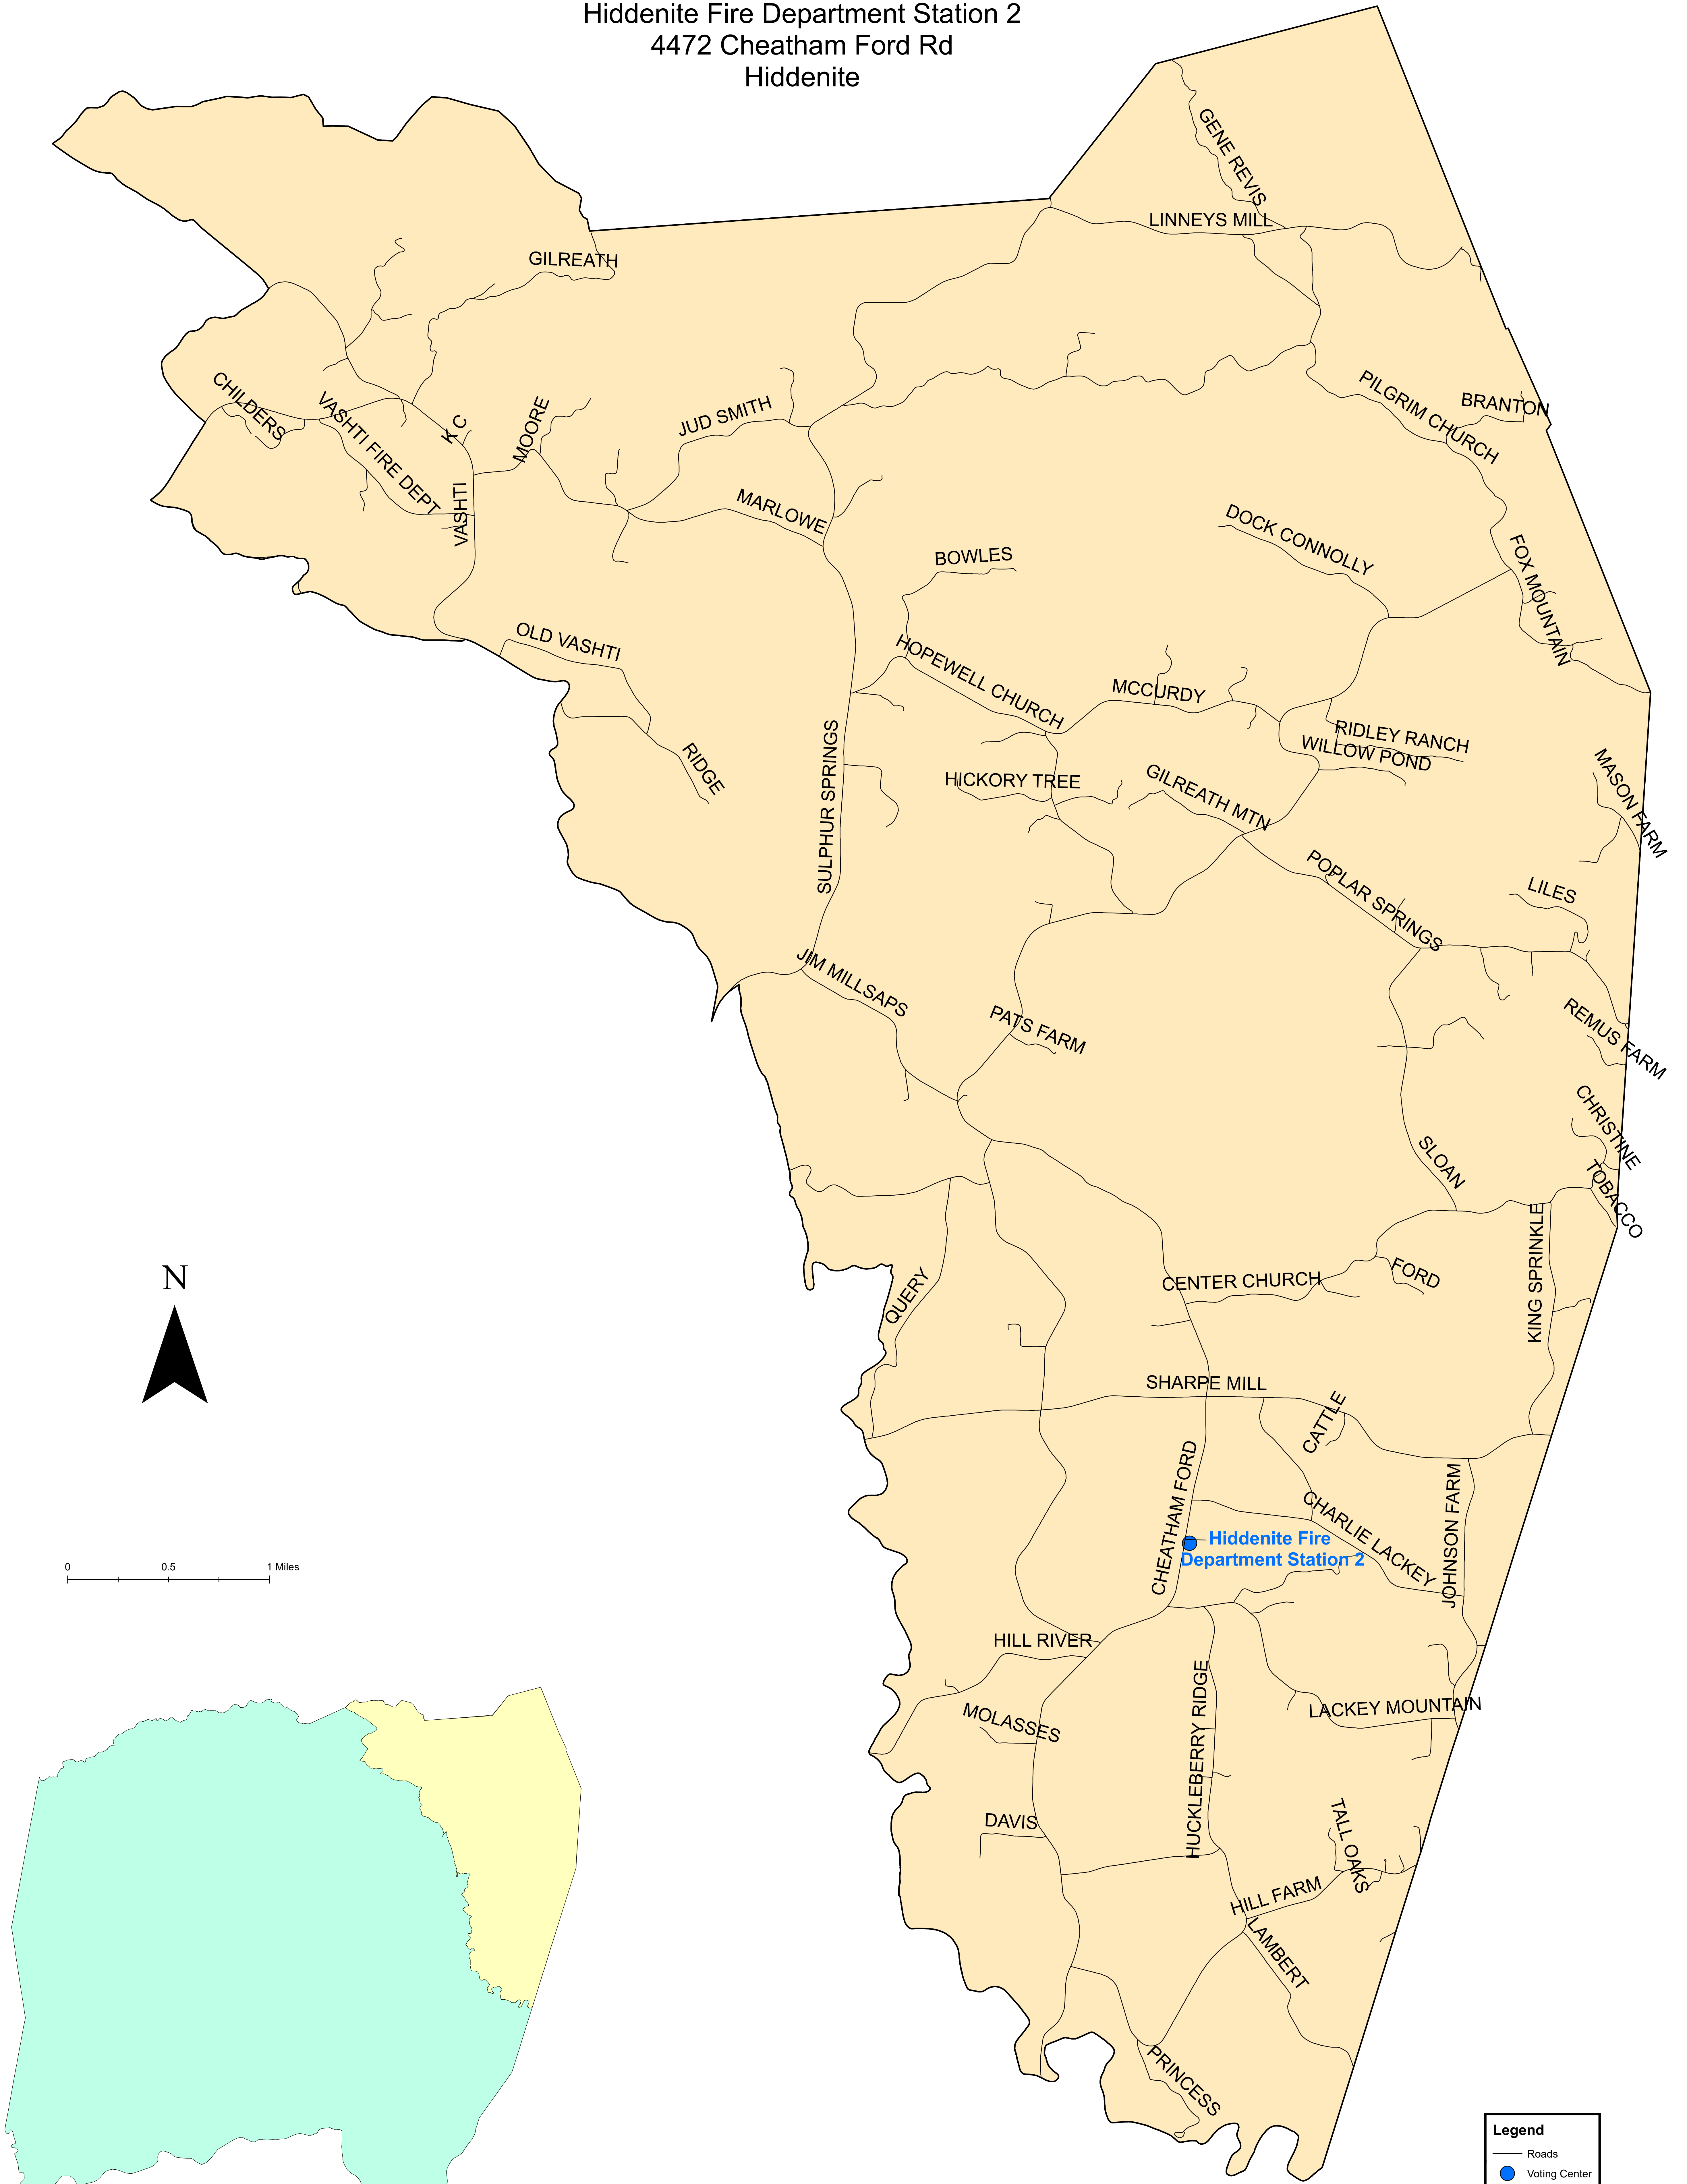 Hiddenite Fire Department Station 2
4472 Cheatham Ford Rd
Hiddenite
GENE REVIS
LINNEYS MILL
GILREATH
CHILDERS
VASHTI FIRE DEPT
K C
MOORE
JUD SMITH
PILGRIM CHURCH
BRANTON
VASHTI
MARLOWE
DOCK CONNOLLY
BOWLES
FOX MOUNTAIN
OLD VASHTI
HOPEWELL CHURCH
MCCURDY
RIDLEY RANCH
WILLOW POND
RIDGE
SULPHUR SPRINGS
HICKORY TREE
GILREATH MTN
MASON FARM
POPLAR SPRINGS
LILES
JIM MILLSAPS
PATS FARM
REMUS FARM
CHRISTINE
SLOAN
TOBACCO
KING SPRINKLE
N
QUERY
CENTER CHURCH
FORD
SHARPE MILL
CATTLE
CHEATHAM FORD
CHARLIE LACKEY
JOHNSON FARM
Hiddenite Fire
Department Station 2
0 0.5 1 Miles
HILL RIVER
HUCKLEBERRY RIDGE
LACKEY MOUNTAIN
MOLASSES
DAVIS
TALL OAKS
HILL FARM
LAMBERT
PRINCESS
Legend
Roads
Voting Center